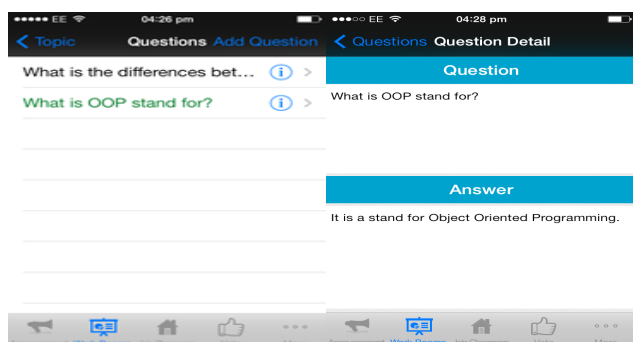 EE 04:26 pm
Topic Questions Add Question
What is the differences bet...
What is OOP stand for?
EE 04:28 pm
Questions Question Detail
Question
What is OOP stand for?
Answer
It is a stand for Object Oriented Programming.